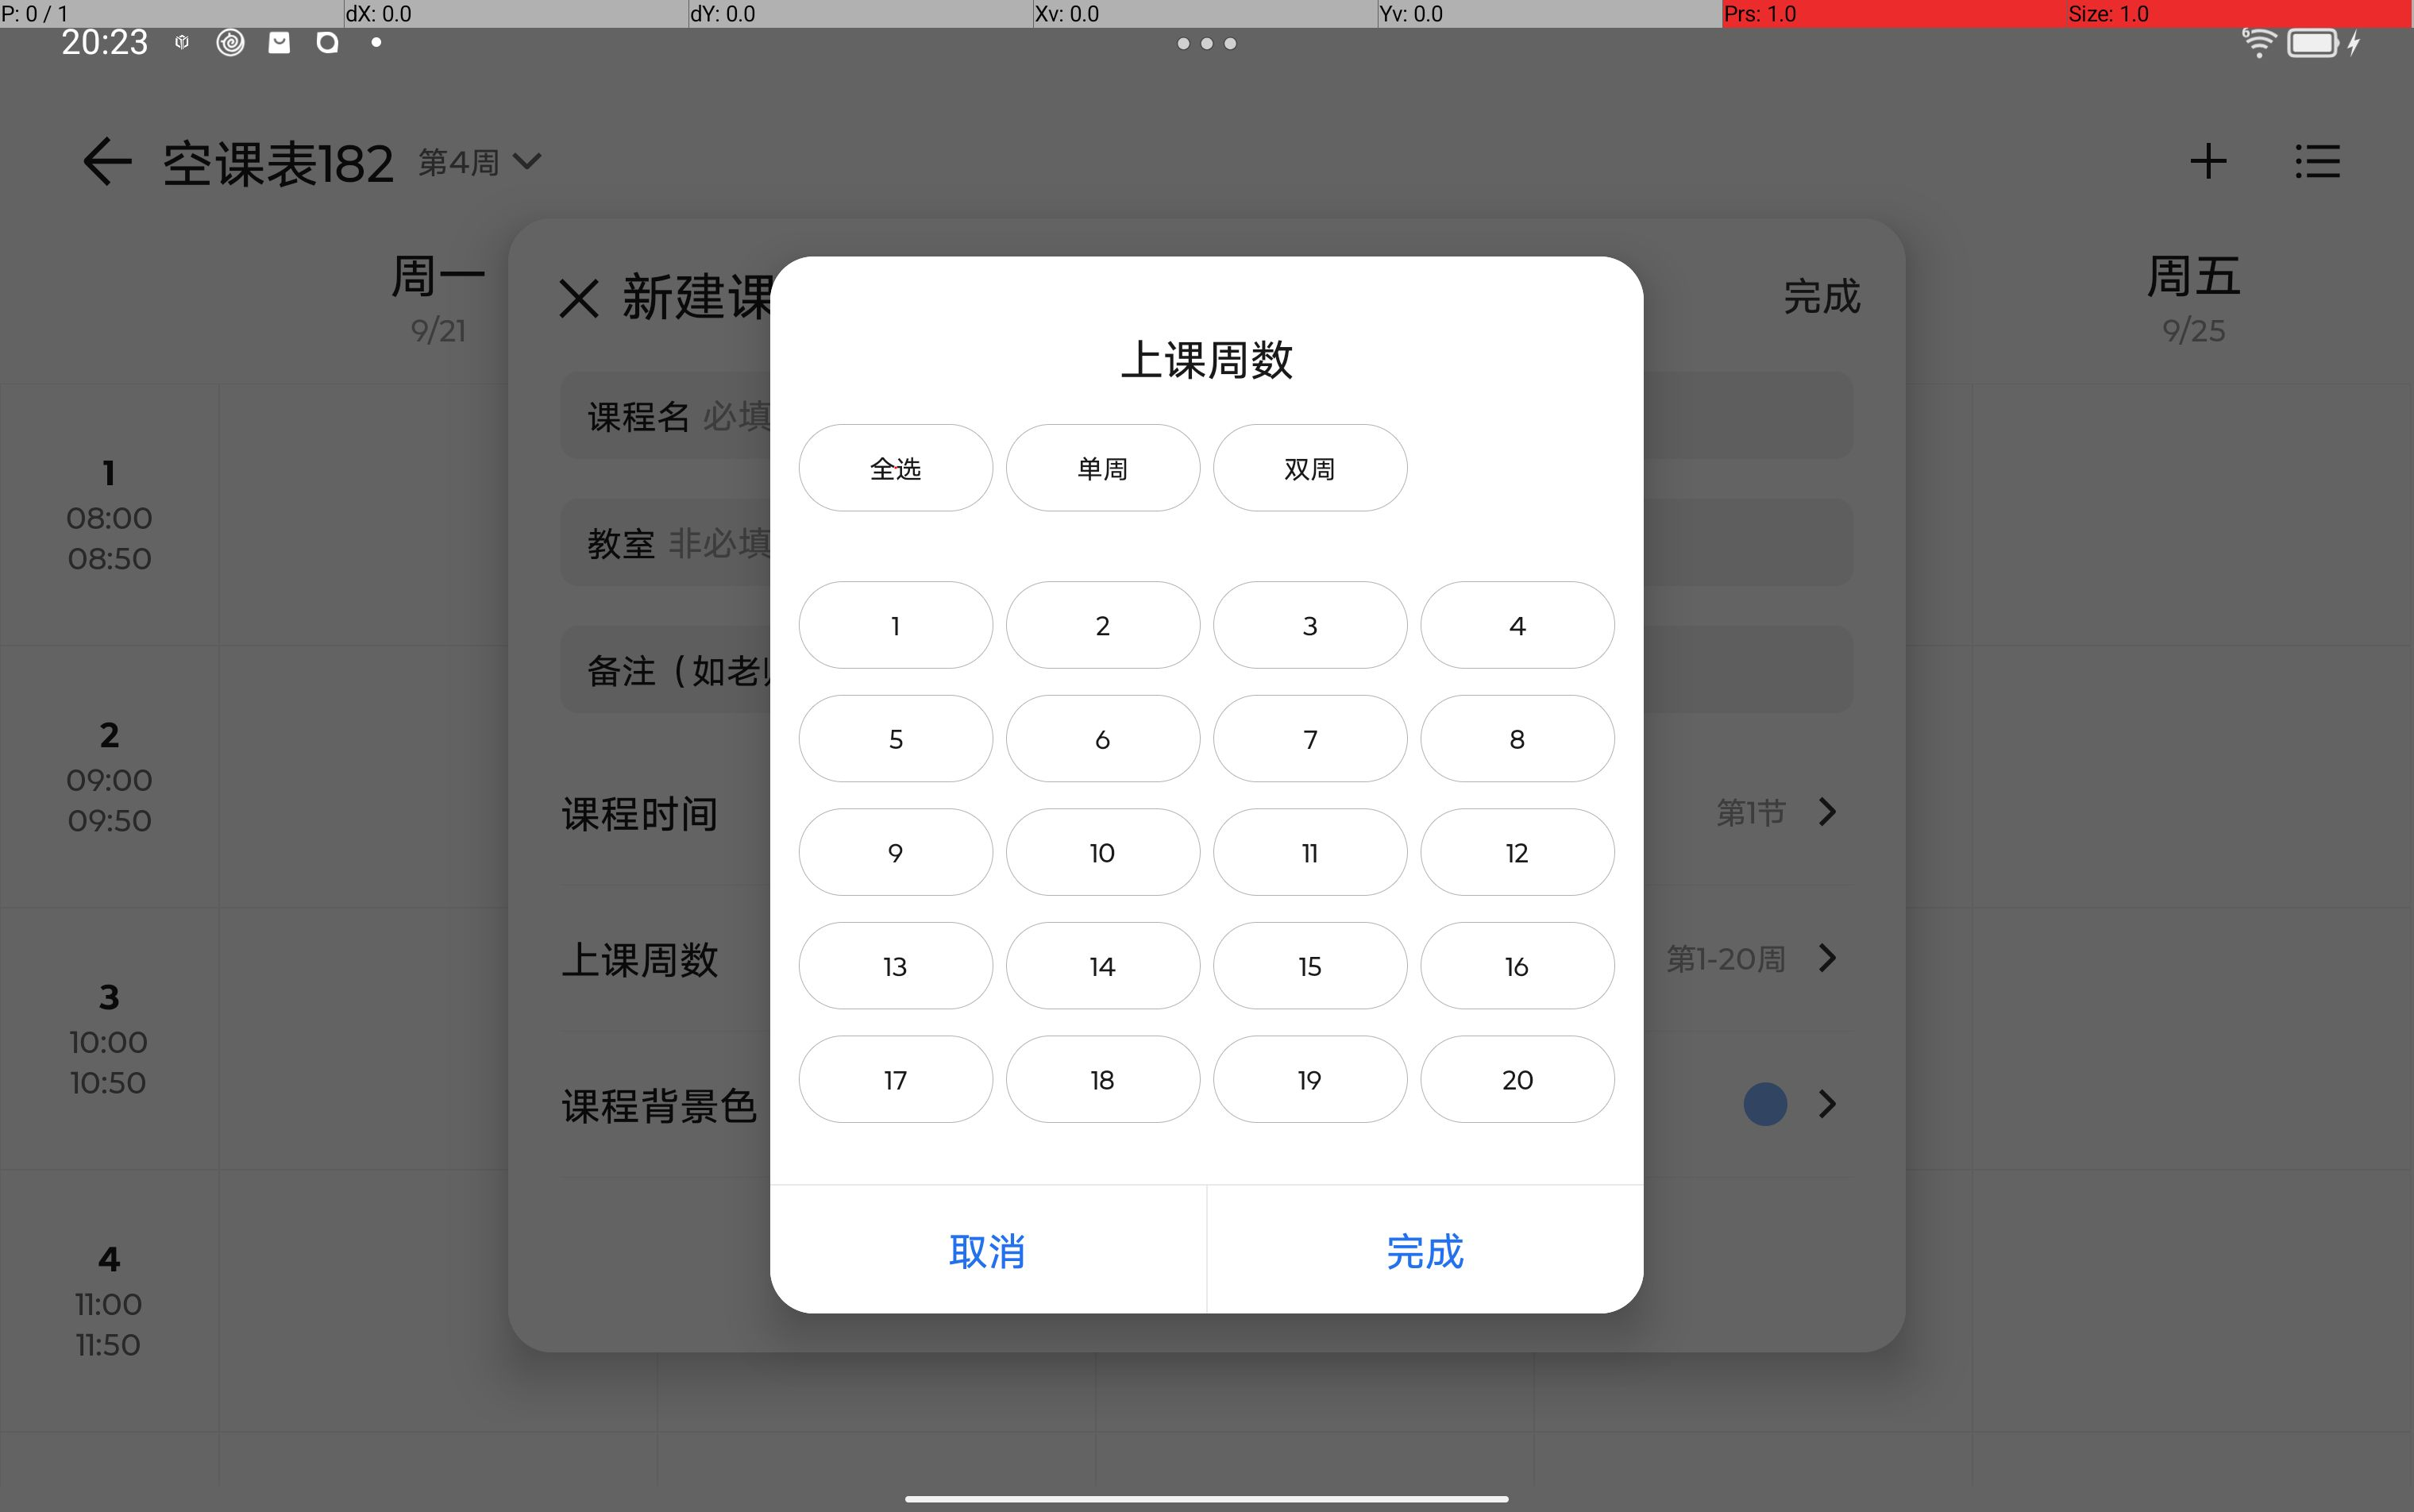 P: 0 / 1 dX: 0.0 dY: 0.0 Xv: 0.0 Yv: 0.0 Prs: 1.0 Size: 1.0
20:23 6
空课表182 第4周
周一 周五
9/21 9/25
新建课 完成
上课周数
课程名 必填
全选 单周 双周
教室 非必填
备注（如老
课程时间 第1节
上课周数 第1-20周
课程背景色
1 2 3 4
5 6 7 8
9 10 11 12
13 14 15 16
17 18 19 20
取消 完成
1
08:00
08:50
2
09:00
09:50
3
10:00
10:50
4
11:00
11:50